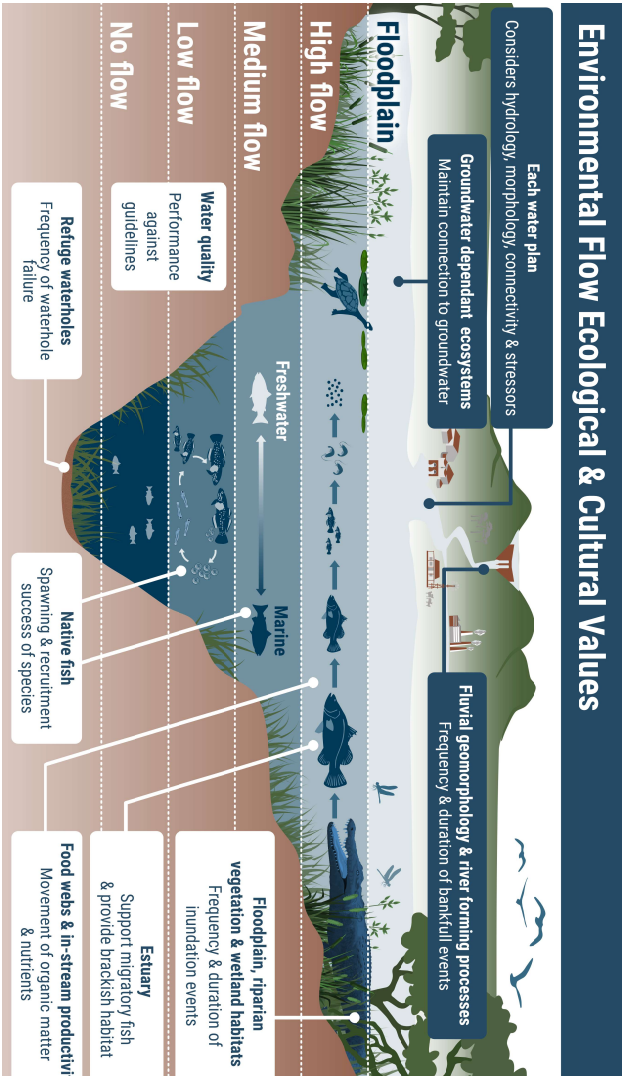 Environmental Flow Ecological & Cultural Values
Each water plan
Considers hydrology, morphology, connectivity & stressors
Groundwater dependant ecosystems
Maintain connection to groundwater
Fluvial geomorphology & river forming processes
Frequency & duration of bankfull events
Floodplain
High flow
Medium flow
Low flow
No flow
Freshwater
Marine
Water quality
Performance
against
guidelines
Refuge waterholes
Frequency of waterhole
failure
Native fish
Spawning & recruitment
success of species
Floodplain, riparian
vegetation & wetland habitats
Frequency & duration of
inundation events
Estuary
Support migratory fish
& provide brackish habitat
Food webs & in-stream productivi
Movement of organic matter
& nutrients